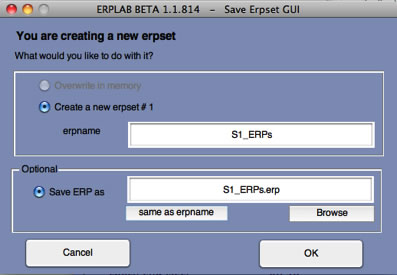 ERPLAB BETA 1.1.814 - Save Erpset GUI
You are creating a new erpset
What would you like to do with it?
Overwrite in memory
Create a new erpset # 1
erpname
S1_ERPs
Optional
Save ERP as
S1_ERPs.erp
same as erpname
Browse
Cancel
OK